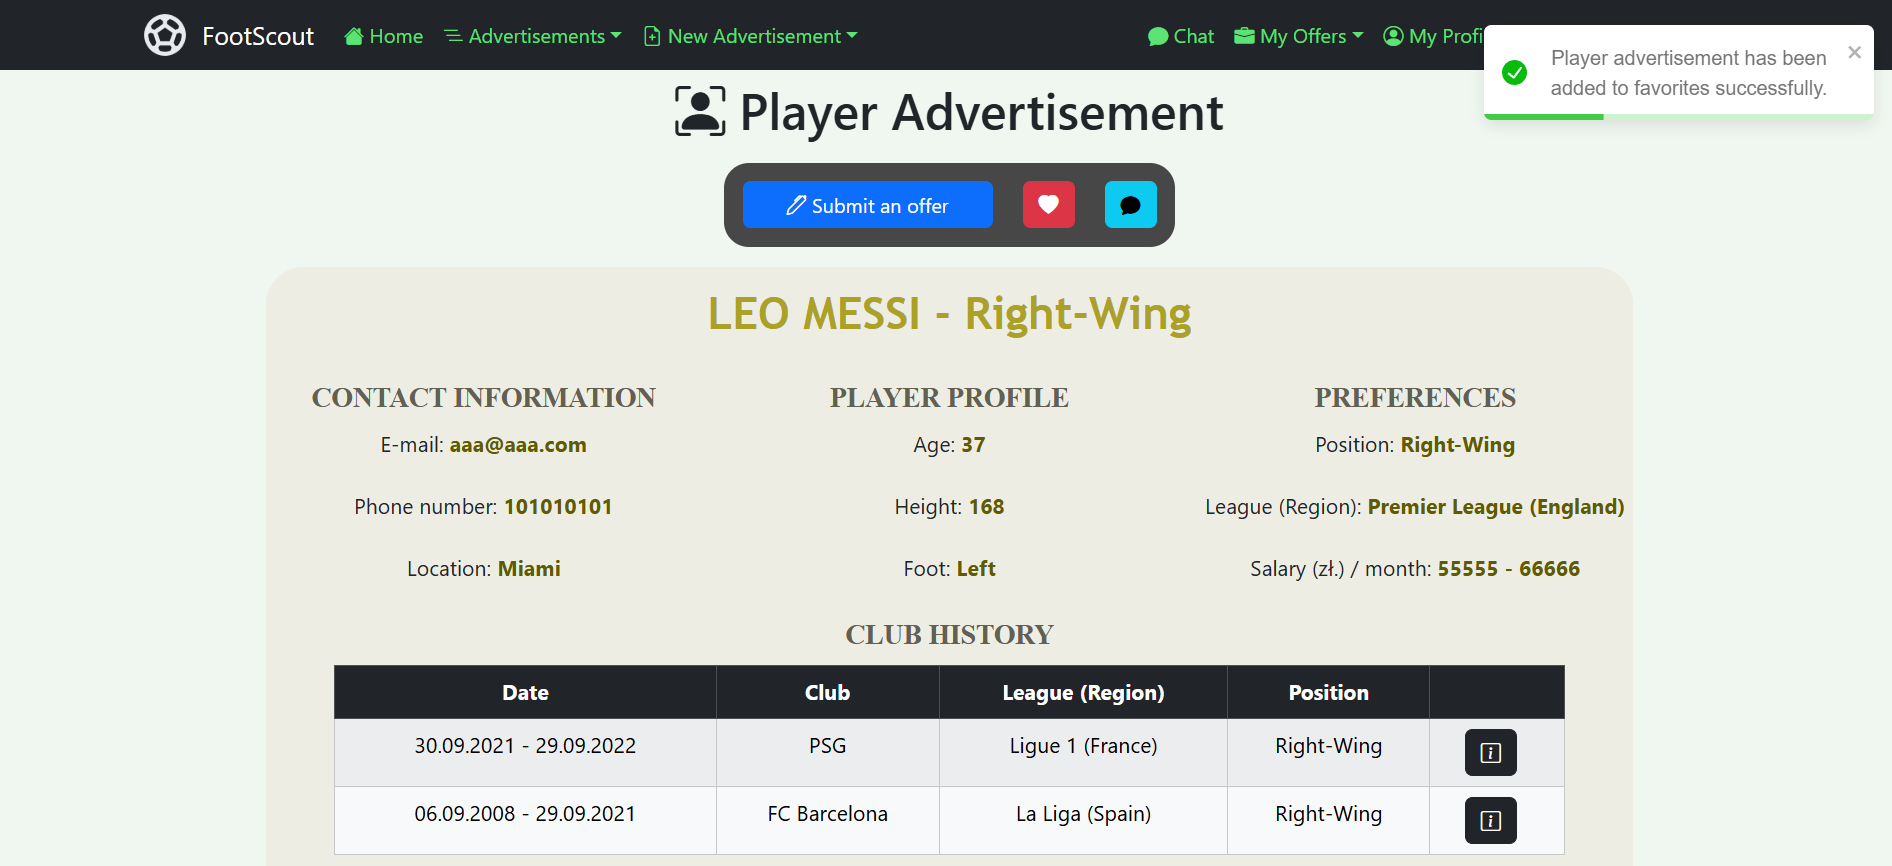 FootScout Home Advertisements New Advertisement Chat My Offers My Profi
Player advertisement has been
added to favorites successfully.
Player Advertisement
Submit an offer
LEO MESSI - Right-Wing
CONTACT INFORMATION PLAYER PROFILE PREFERENCES
E-mail: aaa@aaa.com Age: 37 Position: Right-Wing
Phone number: 101010101 Height: 168 League (Region): Premier League (England)
Location: Miami Foot: Left Salary (zł.) / month: 55555 - 66666
CLUB HISTORY
Date Club League (Region) Position
30.09.2021 - 29.09.2022 PSG Ligue 1 (France) Right-Wing
06.09.2008 - 29.09.2021 FC Barcelona La Liga (Spain) Right-Wing